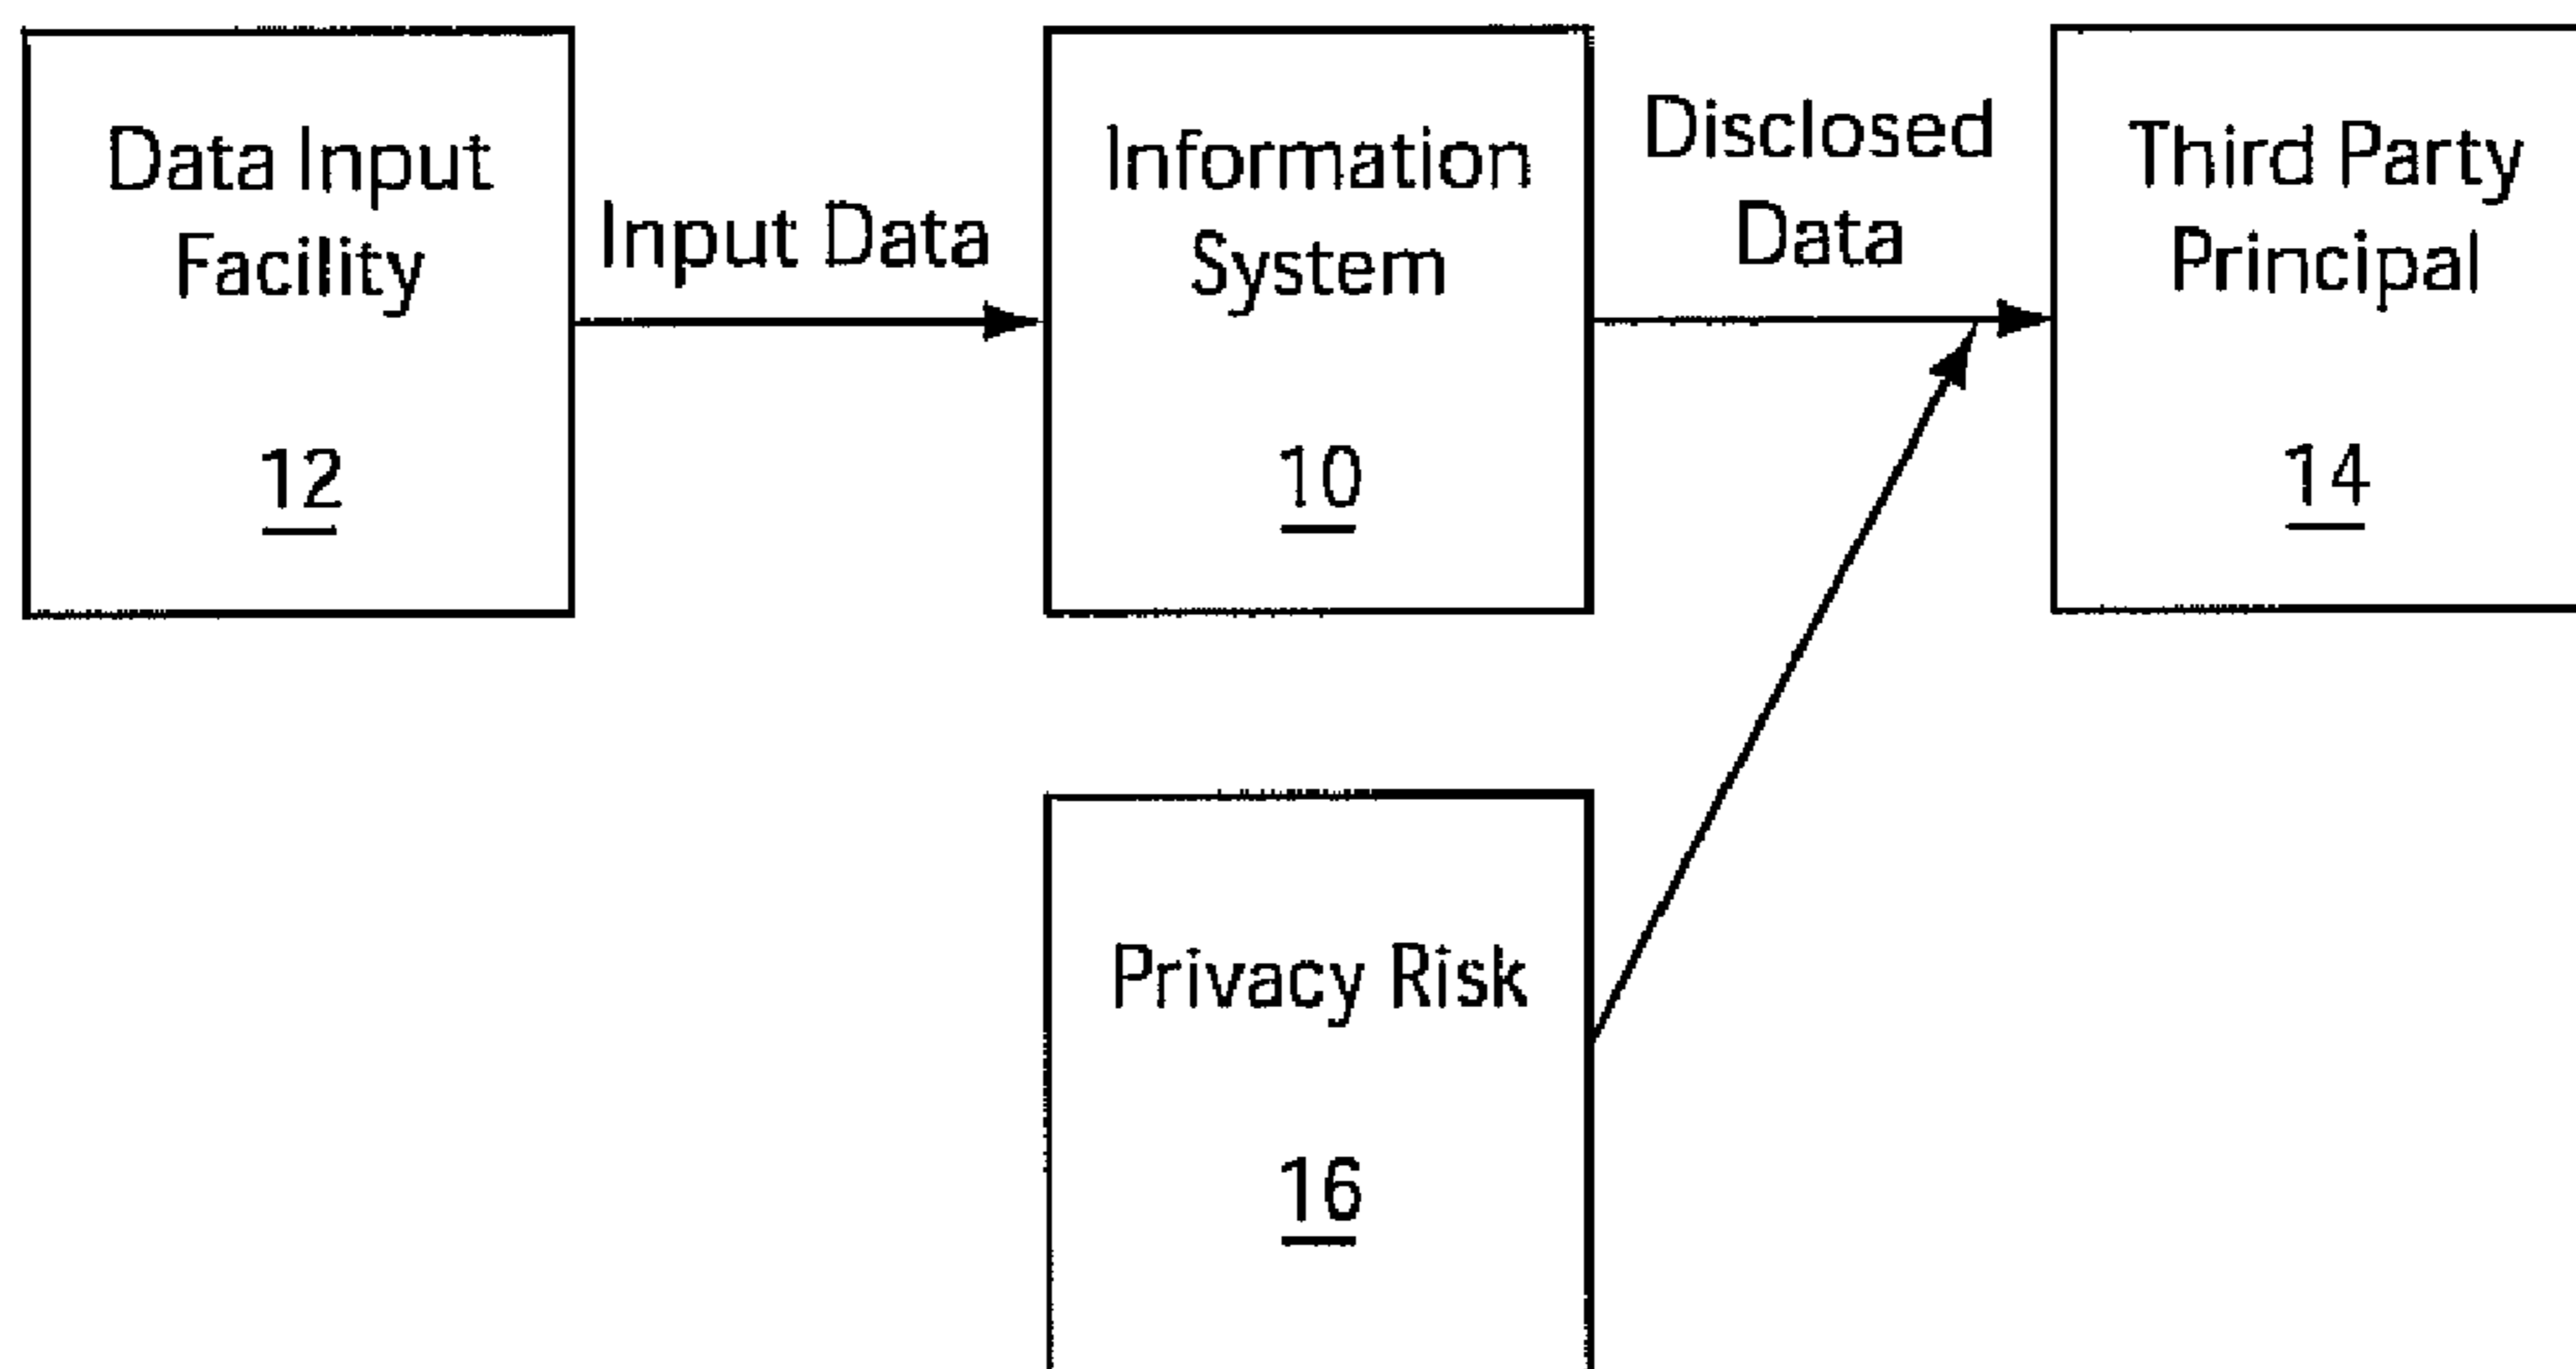 Data Input
Facility
12
Input Data
Information
System
10
Disclosed
Data
Third Party
Principal
14
Privacy Risk
16